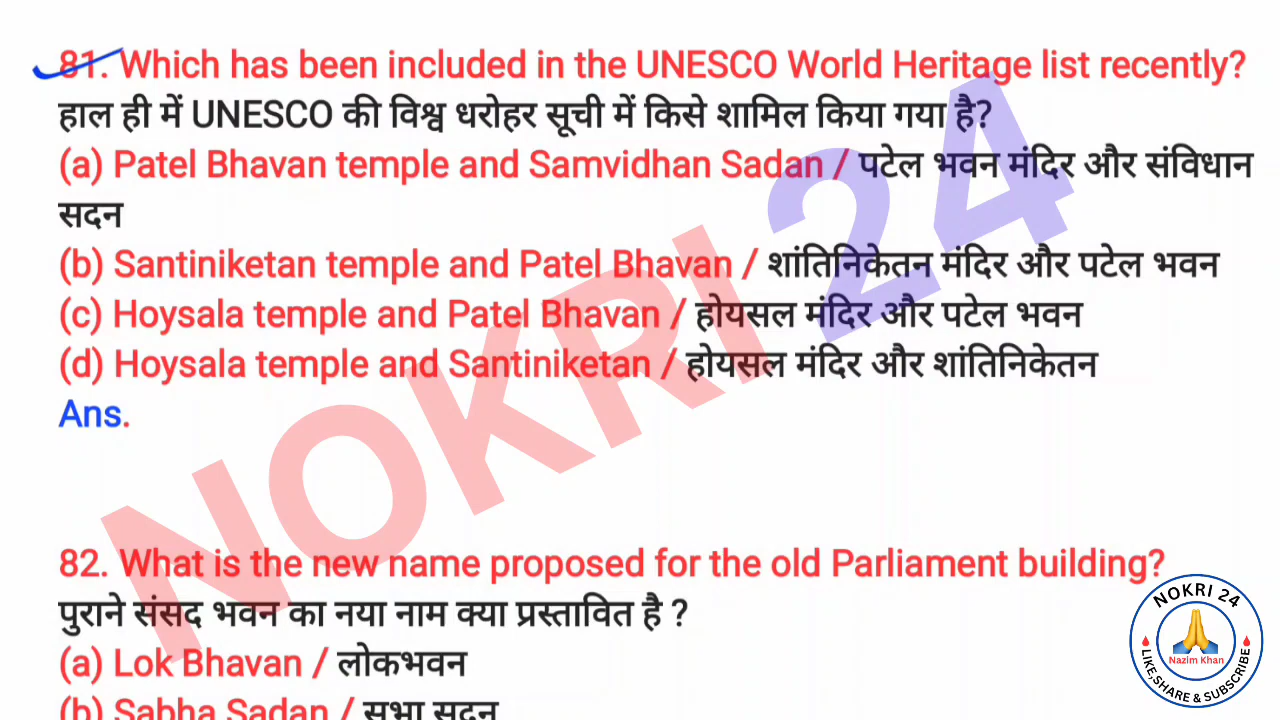 81. Which has been included in the UNESCO World Heritage list recently?
हाल ही में UNESCO की विश्व धरोहर सूची में किसे शामिल किया गया है?
(a) Patel Bhavan temple and Samvidhan Sadan / पटेल भवन मंदिर और संविधान
सदन
(b) Santiniketan temple and Patel Bhavan / शांतिनिकेतन मंदिर और पटेल भवन
(c) Hoysala temple and Patel Bhavan / होयसल मंदिर और पटेल भवन
(d) Hoysala temple and Santiniketan / होयसल मंदिर और शांतिनिकेतन
Ans.
NOKRI 24
82. What is the new name proposed for the old Parliament building?
पुराने संसद भवन का नया नाम क्या प्रस्तावित है ?
(a) Lok Bhavan / लोकभवन
(b) Sabha Sadan / सभा सदन
NOKRI 24
Nazim Khan
LIKE,SHARE & SUBSCRIBE